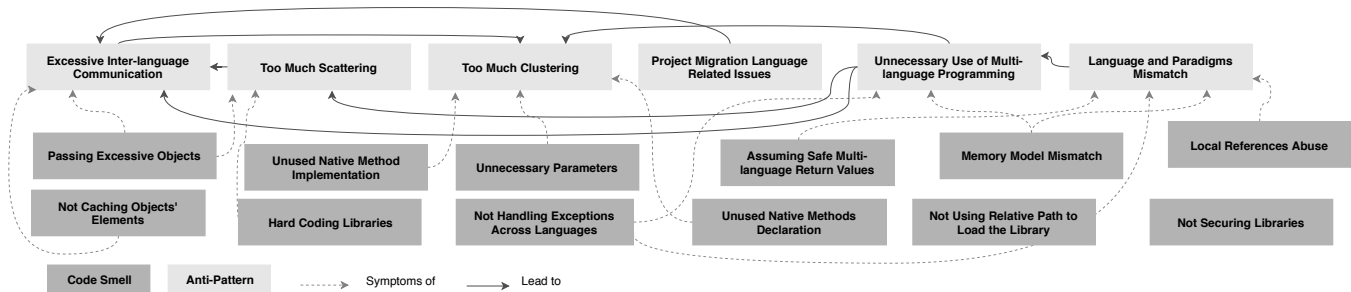 Excessive Inter-language
Communication
Too Much Scattering
Too Much Clustering
Project Migration Language
Related Issues
Unnecessary Use of Multi-
language Programming
Language and Paradigms
Mismatch
Passing Excessive Objects
Unused Native Method
Implementation
Unnecessary Parameters
Assuming Safe Multi-
language Return Values
Memory Model Mismatch
Local References Abuse
Not Caching Objects'
Elements
Hard Coding Libraries
Not Handling Exceptions
Across Languages
Unused Native Methods
Declaration
Not Using Relative Path to
Load the Library
Not Securing Libraries
Code Smell
Anti-Pattern
Symptoms of
Lead to